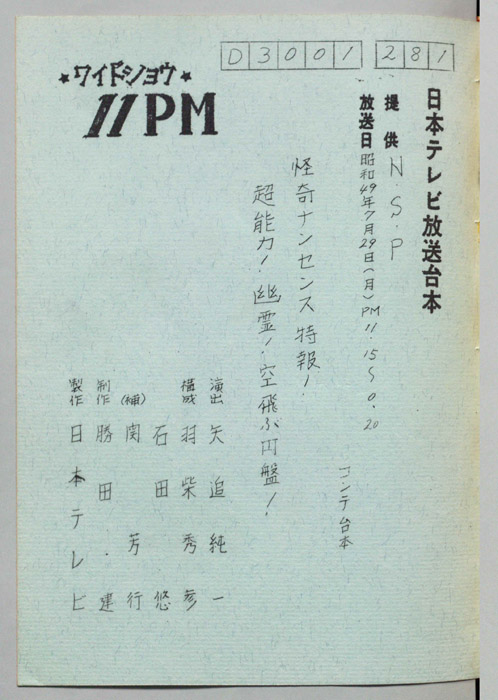 D3001 281
日本テレビ放送台本
提供 N.S.P
放送日 昭和49年7月29日(月)PM11.15〜0.20
コンテ台本
怪奇ナンセンス特報!
超能力!幽霊!空飛ぶ円盤!
★ワイドショウ★
11PM
演出 矢追純一
構成 羽柴秀彦
石田悠
(補) 関芳行
制作 勝田・建
製作 日本テレビ